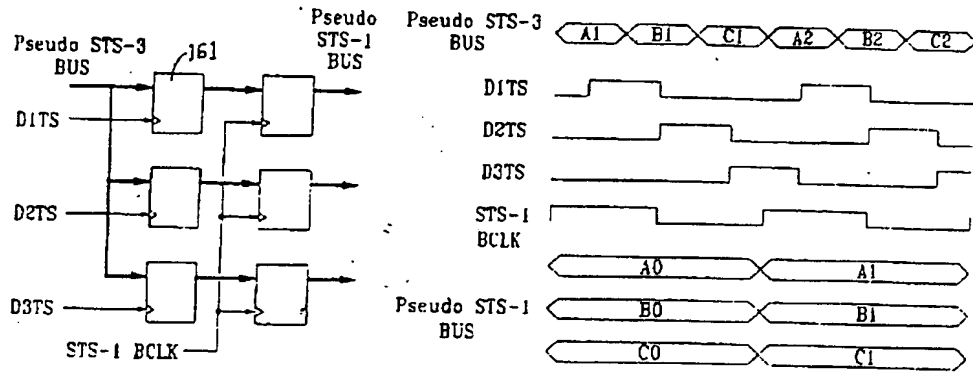 Pseudo STS-3
BUS
161
Pseudo
STS-1
BUS
D1TS
D2TS
D3TS
STS-1 BCLK
Pseudo STS-3
BUS
A1 B1 C1 A2 B2 C2
D1TS
D2TS
D3TS
STS-1
BCLK
Pseudo STS-1
BUS
A0 A1
B0 B1
C0 C1